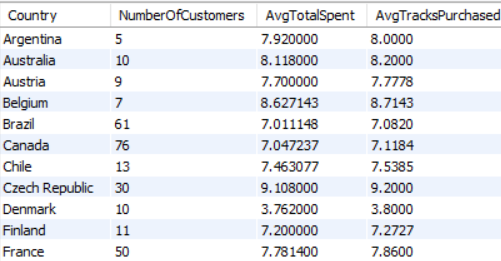 Country NumberOfCustomers AvgTotalSpent AvgTracksPurchased
Argentina 5 7.920000 8.0000
Australia 10 8.118000 8.2000
Austria 9 7.700000 7.7778
Belgium 7 8.627143 8.7143
Brazil 61 7.011148 7.0820
Canada 76 7.047237 7.1184
Chile 13 7.463077 7.5385
Czech Republic 30 9.108000 9.2000
Denmark 10 3.762000 3.8000
Finland 11 7.200000 7.2727
France 50 7.781400 7.8600